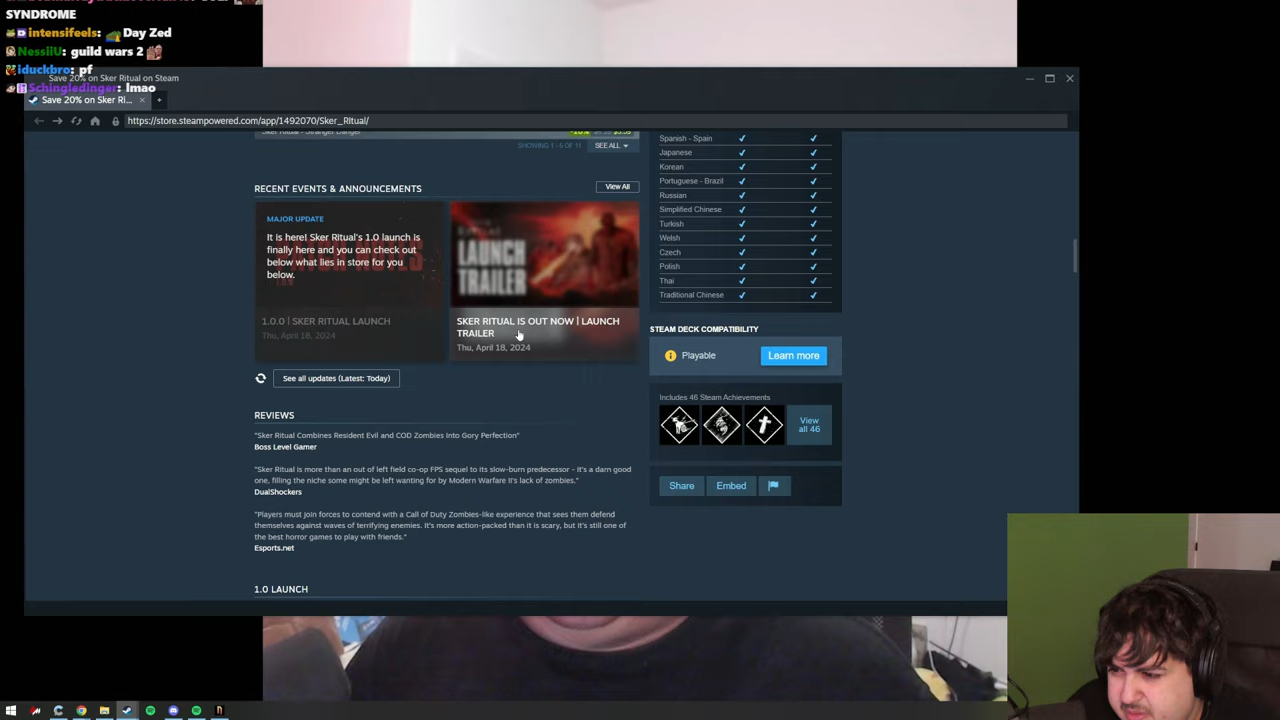 SYNDROME
intensifeels: Day Zed
NessiiU: guild wars 2
iduckbro: pf
Schingledinger: lmao
Save 20% on Sker Ritual on Steam
Save 20% on Sker Ri...
https://store.steampowered.com/app/1492070/Sker_Ritual/
Sker Ritual - Stranger Danger
SHOWING 1 - 5 OF 11
SEE ALL
RECENT EVENTS & ANNOUNCEMENTS
View All
MAJOR UPDATE
It is here! Sker Ritual's 1.0 launch is
finally here and you can check out
below what lies in store for you
below.
1.0.0 | SKER RITUAL LAUNCH
Thu, April 18, 2024
LAUNCH
TRAILER
SKER RITUAL IS OUT NOW | LAUNCH
TRAILER
Thu, April 18, 2024
See all updates (Latest: Today)
REVIEWS
"Sker Ritual Combines Resident Evil and COD Zombies Into Gory Perfection"
Boss Level Gamer
"Sker Ritual is more than an out of left field co-op FPS sequel to its slow-burn predecessor - it's a darn good
one, filling the niche some might be left wanting for by Modern Warfare II's lack of zombies."
DualShockers
"Players must join forces to contend with a Call of Duty Zombies-like experience that sees them defend
themselves against waves of terrifying enemies. It's more action-packed than it is scary, but it's still one of
the best horror games to play with friends."
Esports.net
1.0 LAUNCH
Spanish - Spain
Japanese
Korean
Portuguese - Brazil
Russian
Simplified Chinese
Turkish
Welsh
Czech
Polish
Thai
Traditional Chinese
STEAM DECK COMPATIBILITY
Playable
Learn more
Includes 46 Steam Achievements
View
all 46
Share
Embed